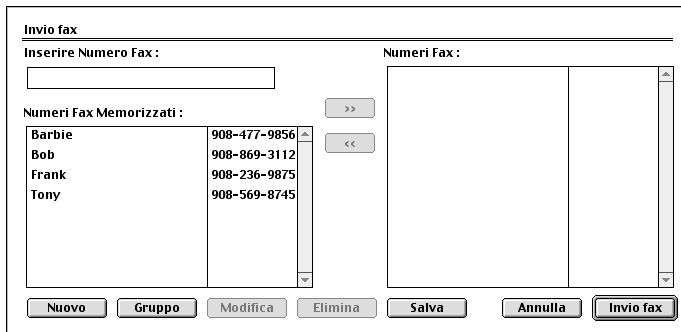 Invio fax
Inserire Numero Fax :
Numeri Fax :
>>
Numeri Fax Memorizzati :
<<
Barbie 908-477-9856
Bob 908-869-3112
Frank 908-236-9875
Tony 908-569-8745
Nuovo Gruppo Modifica Elimina Salva Annulla Invio fax